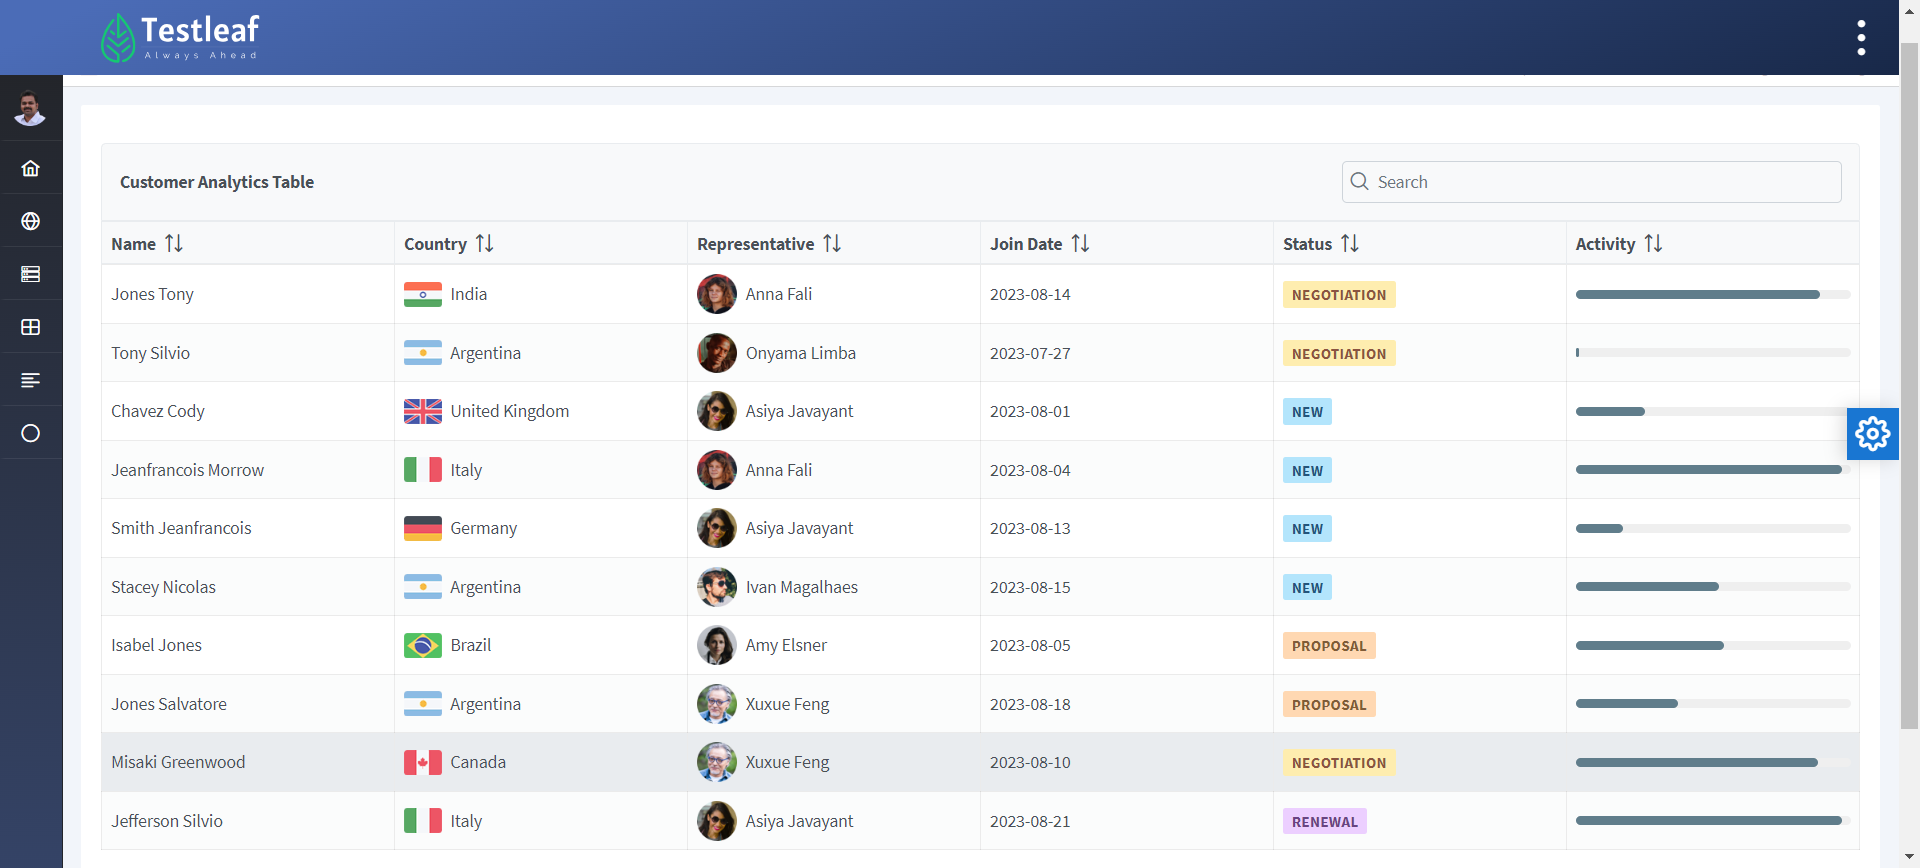 Testleaf
Always Ahead
Customer Analytics Table
Search
Name Country Representative Join Date Status Activity
Jones Tony India Anna Fali 2023-08-14 NEGOTIATION
Tony Silvio Argentina Onyama Limba 2023-07-27 NEGOTIATION
Chavez Cody United Kingdom Asiya Javayant 2023-08-01 NEW
Jeanfrancois Morrow Italy Anna Fali 2023-08-04 NEW
Smith Jeanfrancois Germany Asiya Javayant 2023-08-13 NEW
Stacey Nicolas Argentina Ivan Magalhaes 2023-08-15 NEW
Isabel Jones Brazil Amy Elsner 2023-08-05 PROPOSAL
Jones Salvatore Argentina Xuxue Feng 2023-08-18 PROPOSAL
Misaki Greenwood Canada Xuxue Feng 2023-08-10 NEGOTIATION
Jefferson Silvio Italy Asiya Javayant 2023-08-21 RENEWAL